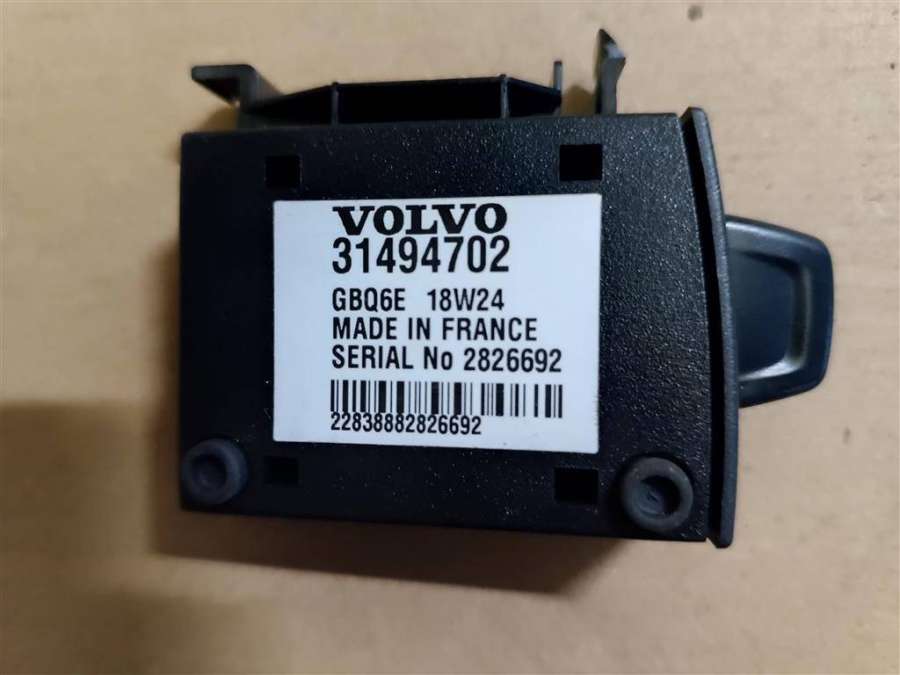 VOLVO
31494702
GBQ6E 18W24
MADE IN FRANCE
SERIAL No 2826692
22838882826692